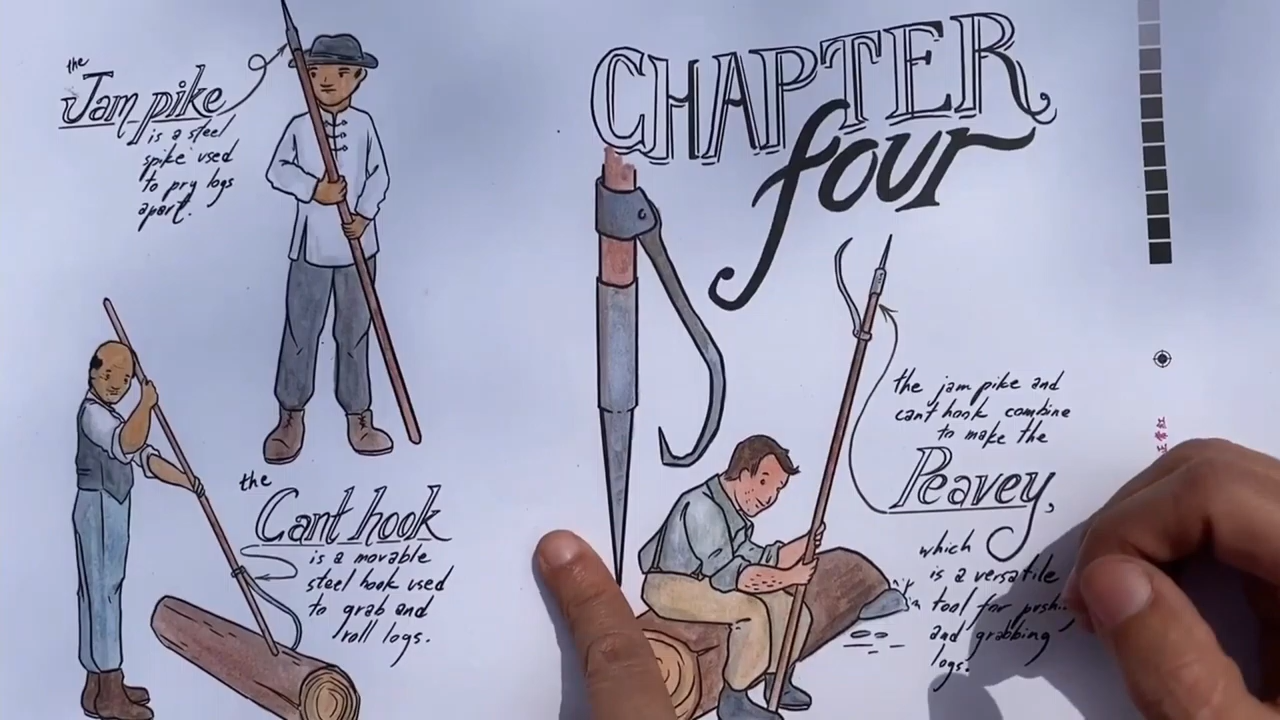 the
Jam pike
is a steel
spike used
to pry logs
apart.
the
Cant hook
is a movable
steel hook used
to grab and
roll logs.
CHAPTER
four
the jam pike and
cant hook combine
to make the
Peavey,
which
is a versatile
tool for
and grabbing
logs.